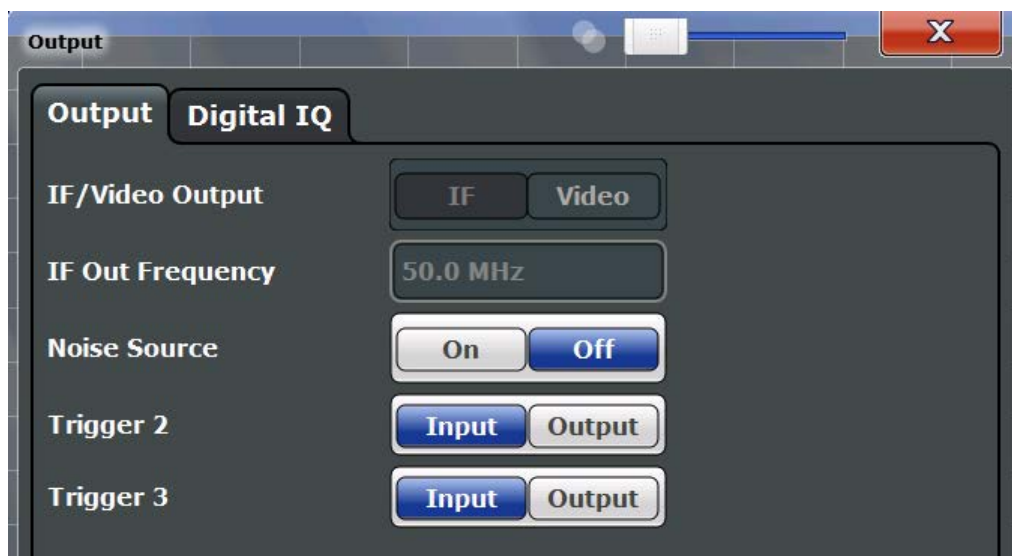 Output
X
Output Digital IQ
IF/Video Output IF Video
IF Out Frequency 50.0 MHz
Noise Source On Off
Trigger 2 Input Output
Trigger 3 Input Output